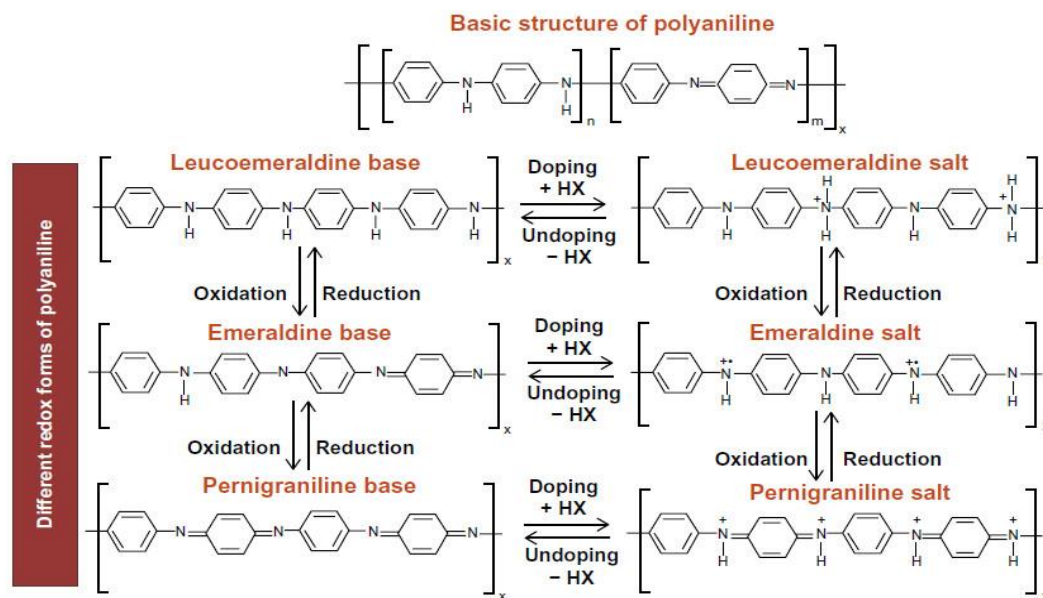 Basic structure of polyaniline
N N N N
H H
n m x
Different redox forms of polyaniline
Leucoemeraldine base
N N N N
H H H H
x
Doping
+ HX
Undoping
− HX
Leucoemeraldine salt
H H
N +N N +N
H H H H
Oxidation Reduction
Oxidation Reduction
Emeraldine base
N N N N
H
x
Doping
+ HX
Undoping
− HX
Emeraldine salt
+• +•
N N N N
H H H H
Oxidation Reduction
Oxidation Reduction
Pernigraniline base
N N N N
x
Doping
+ HX
Undoping
− HX
Pernigraniline salt
+ + + +
N N N N
H H H H